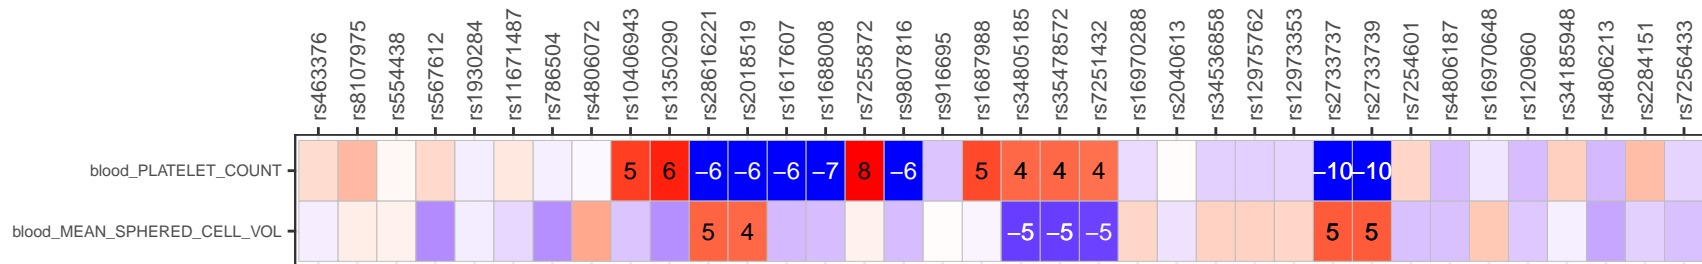 rs463376 rs8107975 rs554438 rs567612 rs1930284 rs11671487 rs786504 rs4806072 rs10406943 rs1350290 rs28616221 rs2018519 rs1617607 rs1688008 rs7255872 rs9807816 rs916695 rs16879988 rs34805185 rs35478572 rs7251432 rs16970288 rs2040613 rs34536858 rs12975762 rs12973353 rs2733737 rs2733739 rs7254601 rs4806187 rs16970648 rs120960 rs34185948 rs4806213 rs2284151 rs7256433
blood_PLATELET_COUNT 5 6 −6 −6 −6 −7 8 −6 5 4 4 4 −10 −10
blood_MEAN_SPHERED_CELL_VOL 5 4 −5 −5 −5 5 5